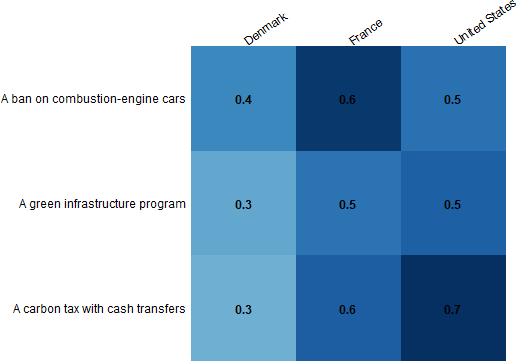 Denmark France United States
A ban on combustion-engine cars 0.4 0.6 0.5
A green infrastructure program 0.3 0.5 0.5
A carbon tax with cash transfers 0.3 0.6 0.7